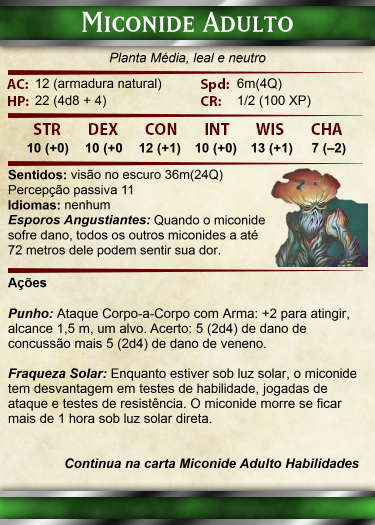 Miconide Adulto
Planta Média, leal e neutro
AC: 12 (armadura natural) Spd: 6m(4Q)
HP: 22 (4d8 + 4) CR: 1/2 (100 XP)
STR DEX CON INT WIS CHA
10 (+0) 10 (+0 12 (+1) 10 (+0) 13 (+1) 7 (–2)
Sentidos: visão no escuro 36m(24Q)
Percepção passiva 11
Idiomas: nenhum
Esporos Angustiantes: Quando o miconide
sofre dano, todos os outros miconides a até
72 metros dele podem sentir sua dor.
Ações
Punho: Ataque Corpo-a-Corpo com Arma: +2 para atingir,
alcance 1,5 m, um alvo. Acerto: 5 (2d4) de dano de
concussão mais 5 (2d4) de dano de veneno.
Fraqueza Solar: Enquanto estiver sob luz solar, o miconide
tem desvantagem em testes de habilidade, jogadas de
ataque e testes de resistência. O miconide morre se ficar
mais de 1 hora sob luz solar direta.
Continua na carta Miconide Adulto Habilidades